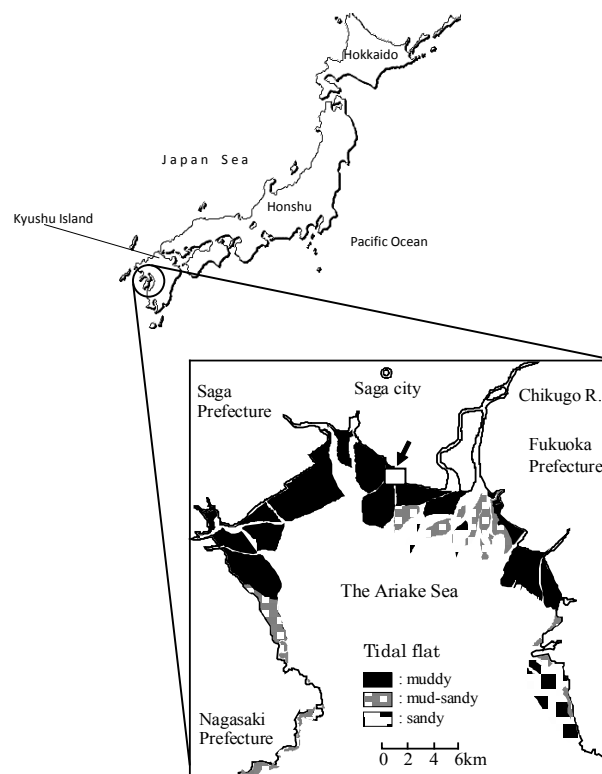 Hokkaido
Japan Sea
Honshu
Kyushu Island
Pacific Ocean
Saga city
Chikugo R.
Saga
Prefecture
Fukuoka
Prefecture
The Ariake Sea
Tidal flat
: muddy
: mud-sandy
: sandy
Nagasaki
Prefecture
0 2 4 6km